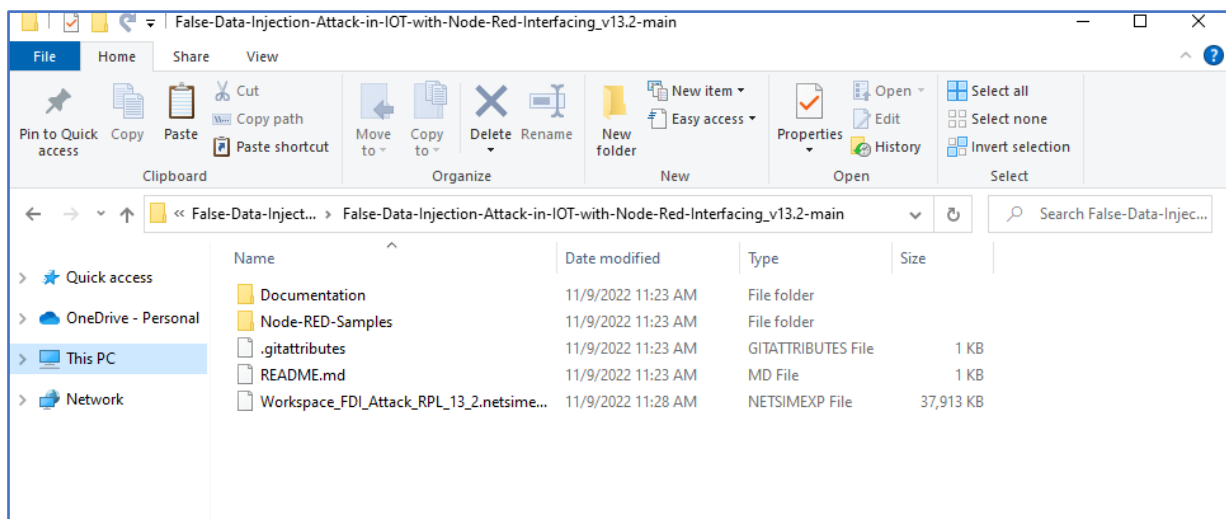 False-Data-Injection-Attack-in-IOT-with-Node-Red-Interfacing_v13.2-main
File Home Share View
Pin to Quick access
Copy
Paste
Cut
Copy path
Paste shortcut
Clipboard
Move to
Copy to
Delete
Rename
Organize
New folder
New item
Easy access
New
Properties
Open
Edit
History
Open
Select all
Select none
Invert selection
Select
« False-Data-Inject... › False-Data-Injection-Attack-in-IOT-with-Node-Red-Interfacing_v13.2-main
Search False-Data-Injec...
Quick access
OneDrive - Personal
This PC
Network
Name Date modified Type Size
Documentation 11/9/2022 11:23 AM File folder
Node-RED-Samples 11/9/2022 11:23 AM File folder
.gitattributes 11/9/2022 11:23 AM GITATTRIBUTES File 1 KB
README.md 11/9/2022 11:23 AM MD File 1 KB
Workspace_FDI_Attack_RPL_13_2.netsime... 11/9/2022 11:28 AM NETSIMEXP File 37,913 KB